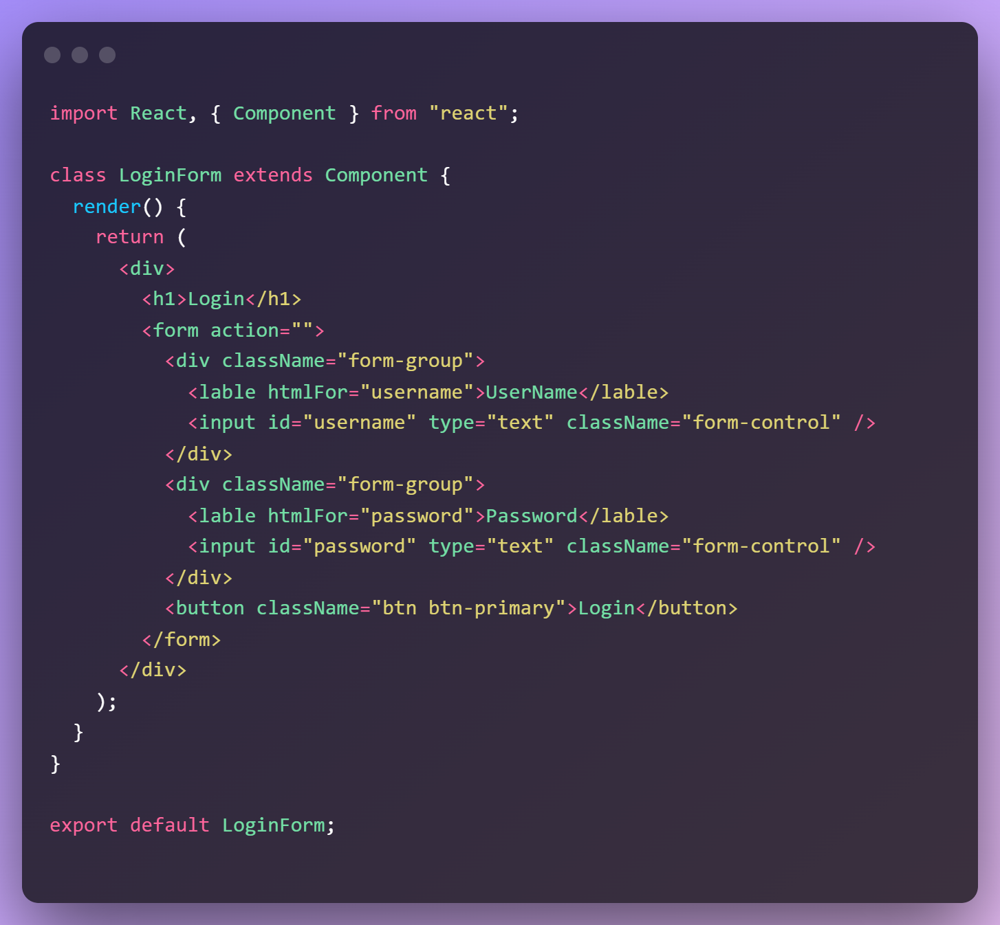 import React, { Component } from "react";
class LoginForm extends Component {
render() {
return (
<div>
<h1>Login</h1>
<form action="">
<div className="form-group">
<lable htmlFor="username">UserName</lable>
<input id="username" type="text" className="form-control" />
</div>
<div className="form-group">
<lable htmlFor="password">Password</lable>
<input id="password" type="text" className="form-control" />
</div>
<button className="btn btn-primary">Login</button>
</form>
</div>
);
}
}
export default LoginForm;